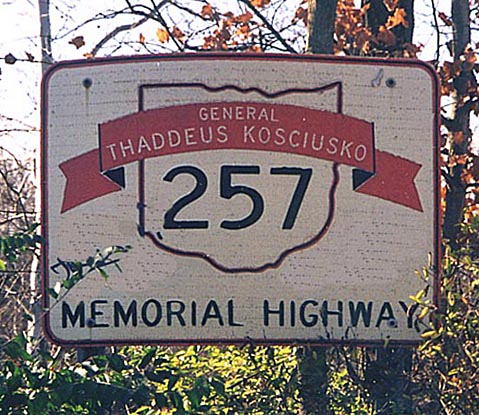 GENERAL
THADDEUS KOSCIUSKO
257
MEMORIAL HIGHWAY